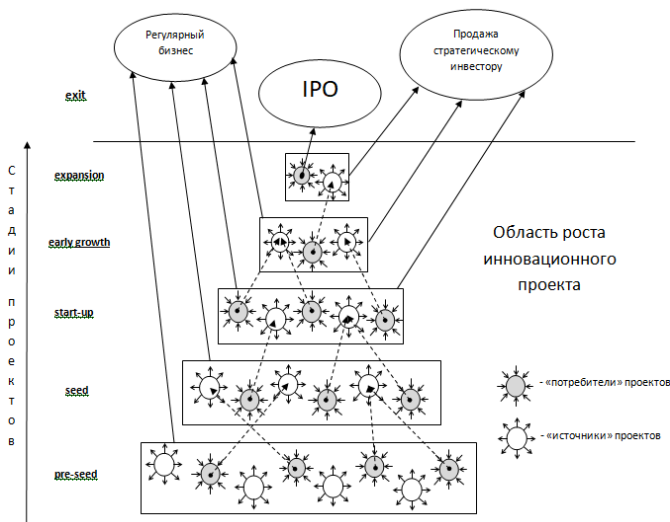 Регулярный
бизнес
IPO
Продажа
стратегическому
инвестору
exit
Стадии проектов
expansion
early growth
start-up
seed
pre-seed
Область роста
инновационного
проекта
- «потребители» проектов
- «источники» проектов